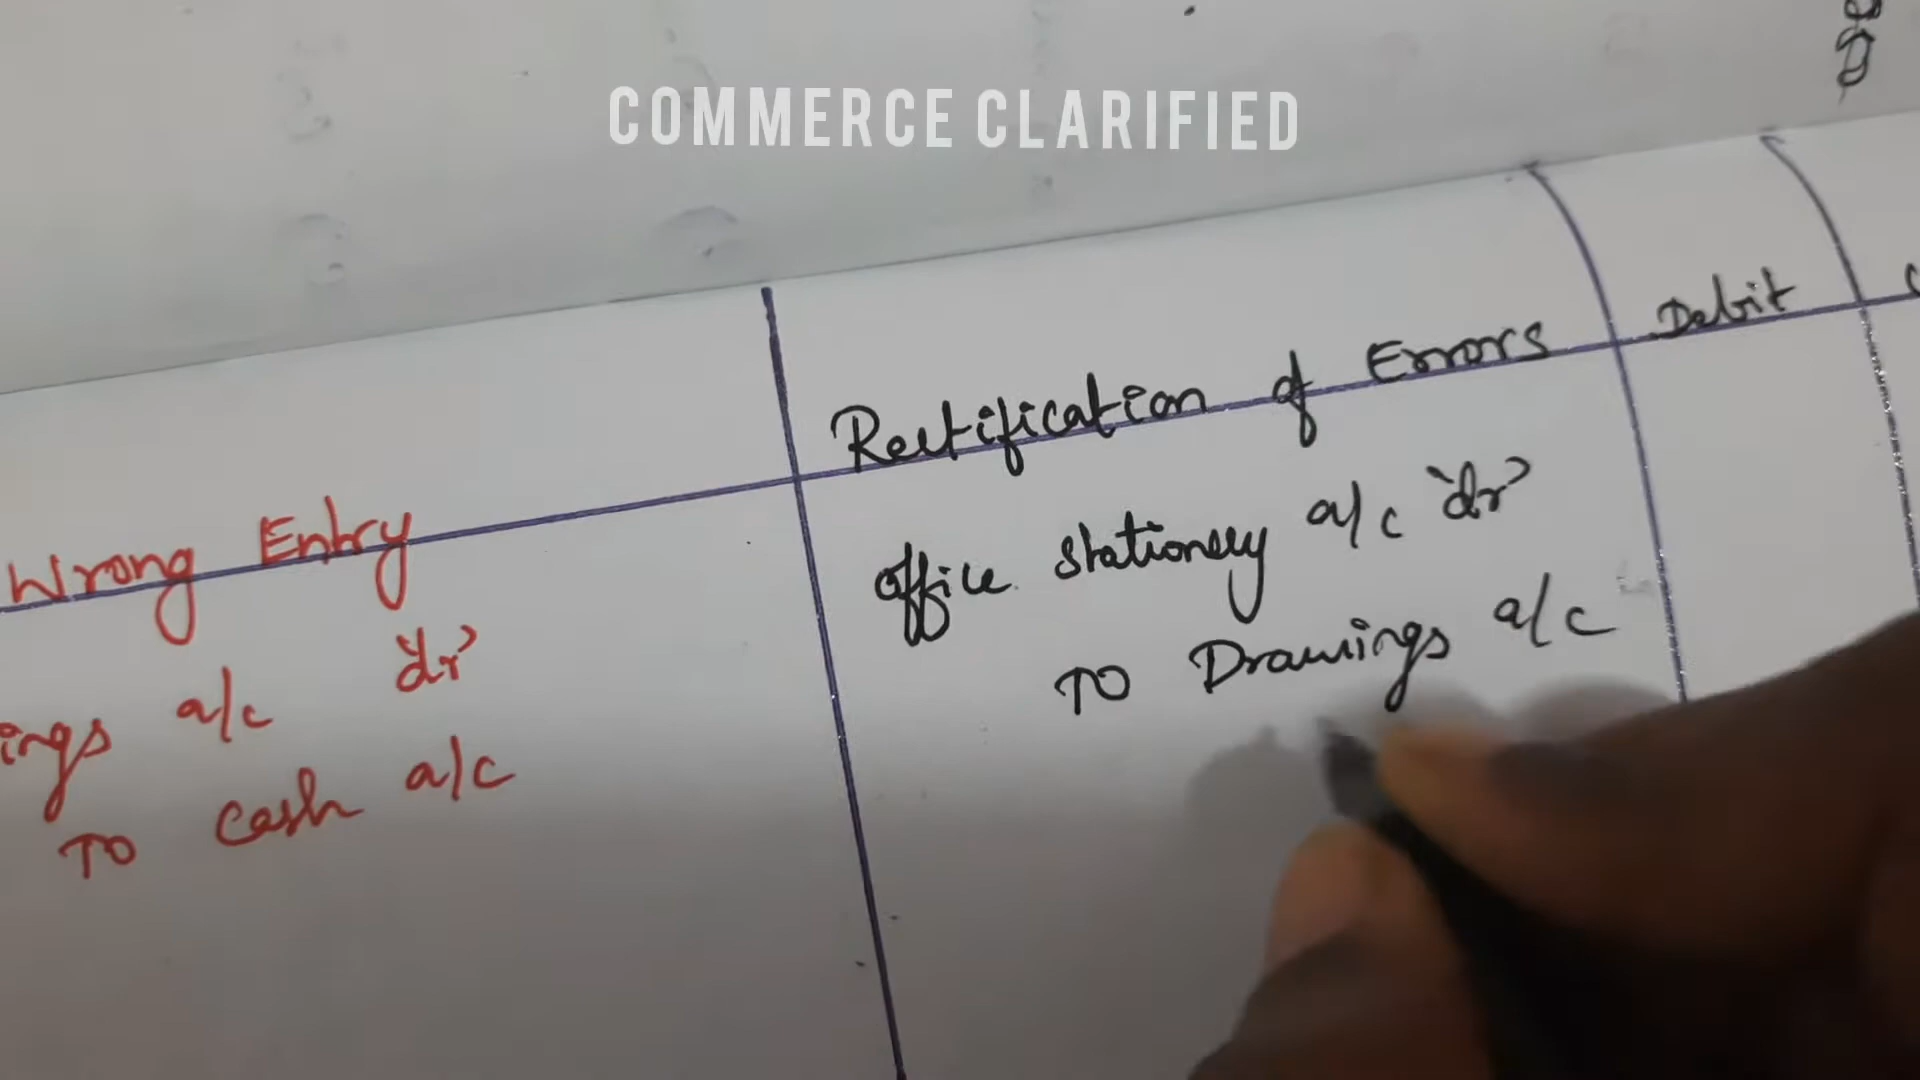 COMMERCE CLARIFIED
Wrong Entry
ings a/c dr
TO cash a/c
Rectification of Errors
Debit
office stationery a/c dr
TO Drawings a/c